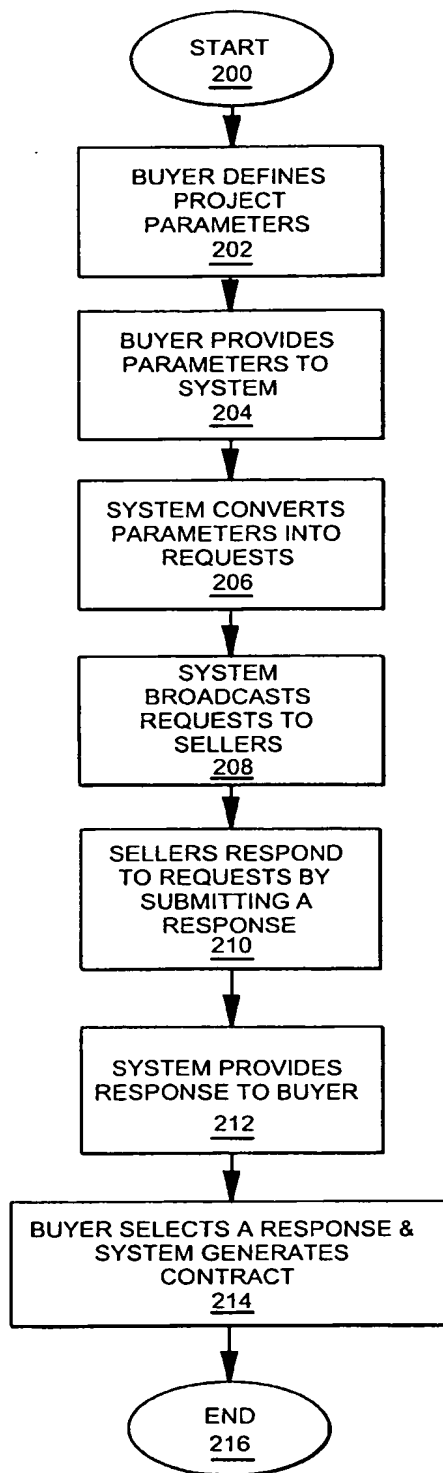 START
200
BUYER DEFINES
PROJECT
PARAMETERS
202
BUYER PROVIDES
PARAMETERS TO
SYSTEM
204
SYSTEM CONVERTS
PARAMETERS INTO
REQUESTS
206
SYSTEM
BROADCASTS
REQUESTS TO
SELLERS
208
SELLERS RESPOND
TO REQUESTS BY
SUBMITTING A
RESPONSE
210
SYSTEM PROVIDES
RESPONSE TO BUYER
212
BUYER SELECTS A RESPONSE &
SYSTEM GENERATES
CONTRACT
214
END
216